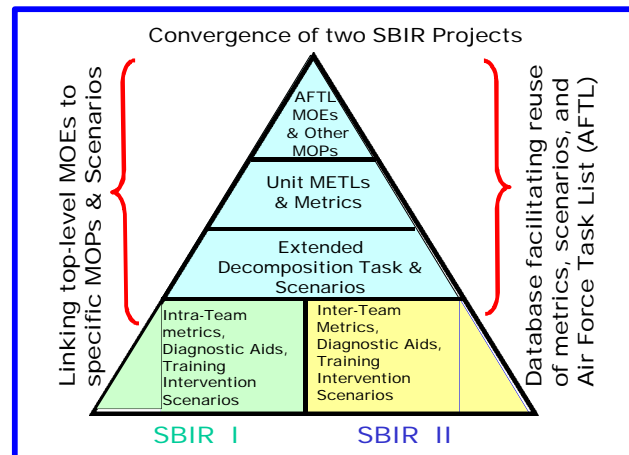 Convergence of two SBIR Projects
Linking top-level MOEs to
specific MOPs & Scenarios
AFTL
MOEs
& Other
MOPs
Unit METLs
& Metrics
Extended
Decomposition Task &
Scenarios
Intra-Team
metrics,
Diagnostic Aids,
Training
Intervention
Scenarios
Inter-Team
Metrics,
Diagnostic Aids,
Training
Intervention
Scenarios
SBIR I
SBIR II
Database facilitating reuse
of metrics, scenarios, and
Air Force Task List (AFTL)